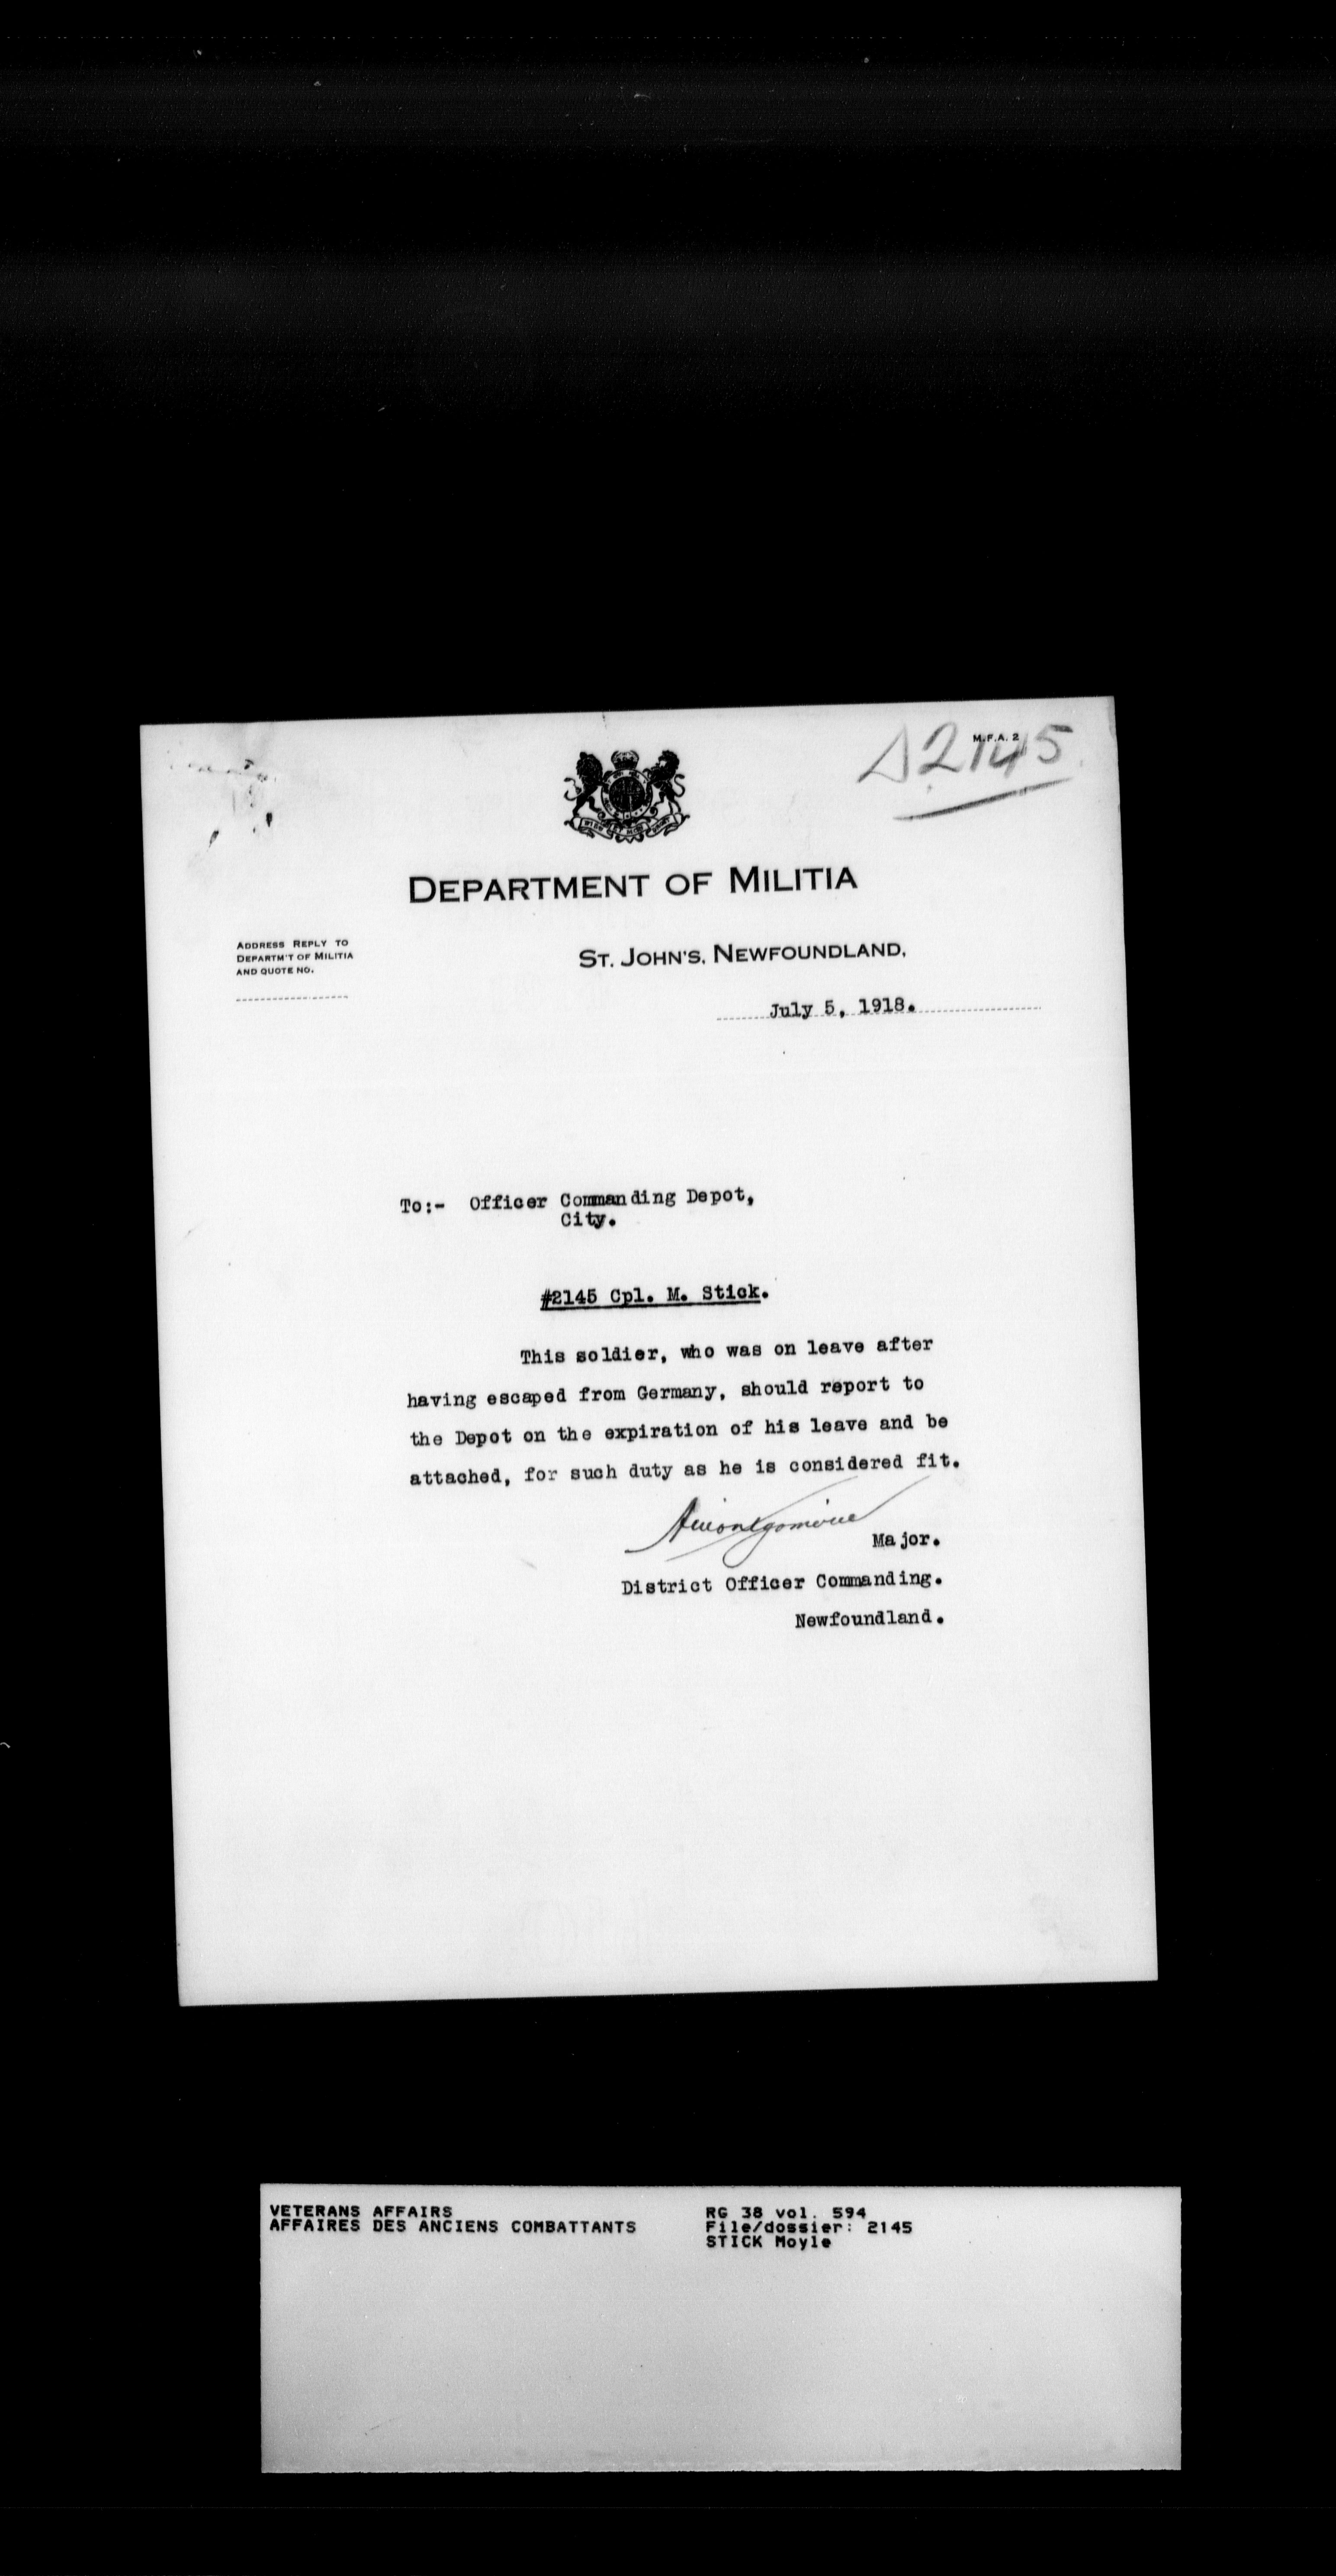 M.F.A. 2
2145
DEPARTMENT OF MILITIA
ADDRESS REPLY TO
DEPARTM'T OF MILITIA
AND QUOTE NO.
ST. JOHN'S, NEWFOUNDLAND,
July 5, 1918.
To:- Officer Commanding Depot,
City.
#2145 Cpl. M. Stick.
This soldier, who was on leave after
having escaped from Germany, should report to
the Depot on the expiration of his leave and be
attached, for such duty as he is considered fit.
Major.
District Officer Commanding.
Newfoundland.
VETERANS AFFAIRS
AFFAIRES DES ANCIENS COMBATTANTS
RG 38 vol. 594
File/dossier: 2145
STICK Moyle